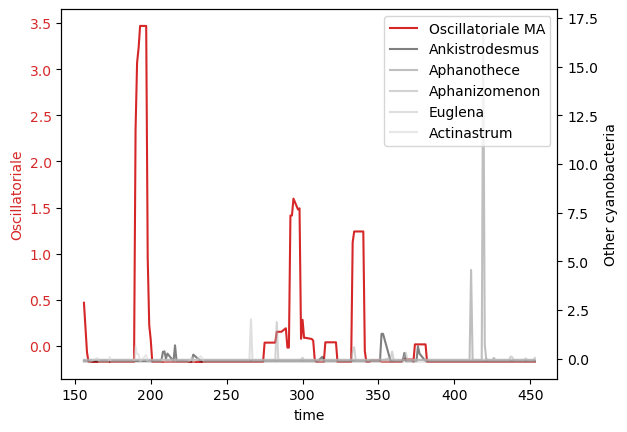 3.5
3.0
2.5
2.0
1.5
1.0
0.5
0.0
Oscillatoriale
Oscillatoriale MA
Ankistrodesmus
Aphanothece
Aphanizomenon
Euglena
Actinastrum
17.5
15.0
12.5
10.0
7.5
5.0
2.5
0.0
Other cyanobacteria
150 200 250 300 350 400 450
time